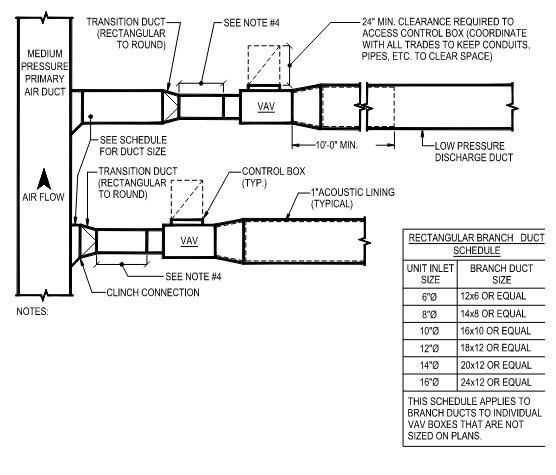 TRANSITION DUCT
(RECTANGULAR
TO ROUND)
SEE NOTE #4
24" MIN. CLEARANCE REQUIRED TO
ACCESS CONTROL BOX (COORDINATE
WITH ALL TRADES TO KEEP CONDUITS,
PIPES, ETC. TO CLEAR SPACE)
MEDIUM
PRESSURE
PRIMARY
AIR DUCT
VAV
SEE SCHEDULE
FOR DUCT SIZE
10'-0" MIN.
LOW PRESSURE
DISCHARGE DUCT
TRANSITION DUCT
(RECTANGULAR
TO ROUND)
CONTROL BOX
(TYP.)
1" ACOUSTIC LINING
(TYPICAL)
AIR FLOW
VAV
SEE NOTE #4
CLINCH CONNECTION
NOTES:
RECTANGULAR BRANCH DUCT
SCHEDULE
UNIT INLET SIZE BRANCH DUCT SIZE
6"Ø 12x6 OR EQUAL
8"Ø 14x8 OR EQUAL
10"Ø 16x10 OR EQUAL
12"Ø 18x12 OR EQUAL
14"Ø 20x12 OR EQUAL
16"Ø 24x12 OR EQUAL
THIS SCHEDULE APPLIES TO
BRANCH DUCTS TO INDIVIDUAL
VAV BOXES THAT ARE NOT
SIZED ON PLANS.